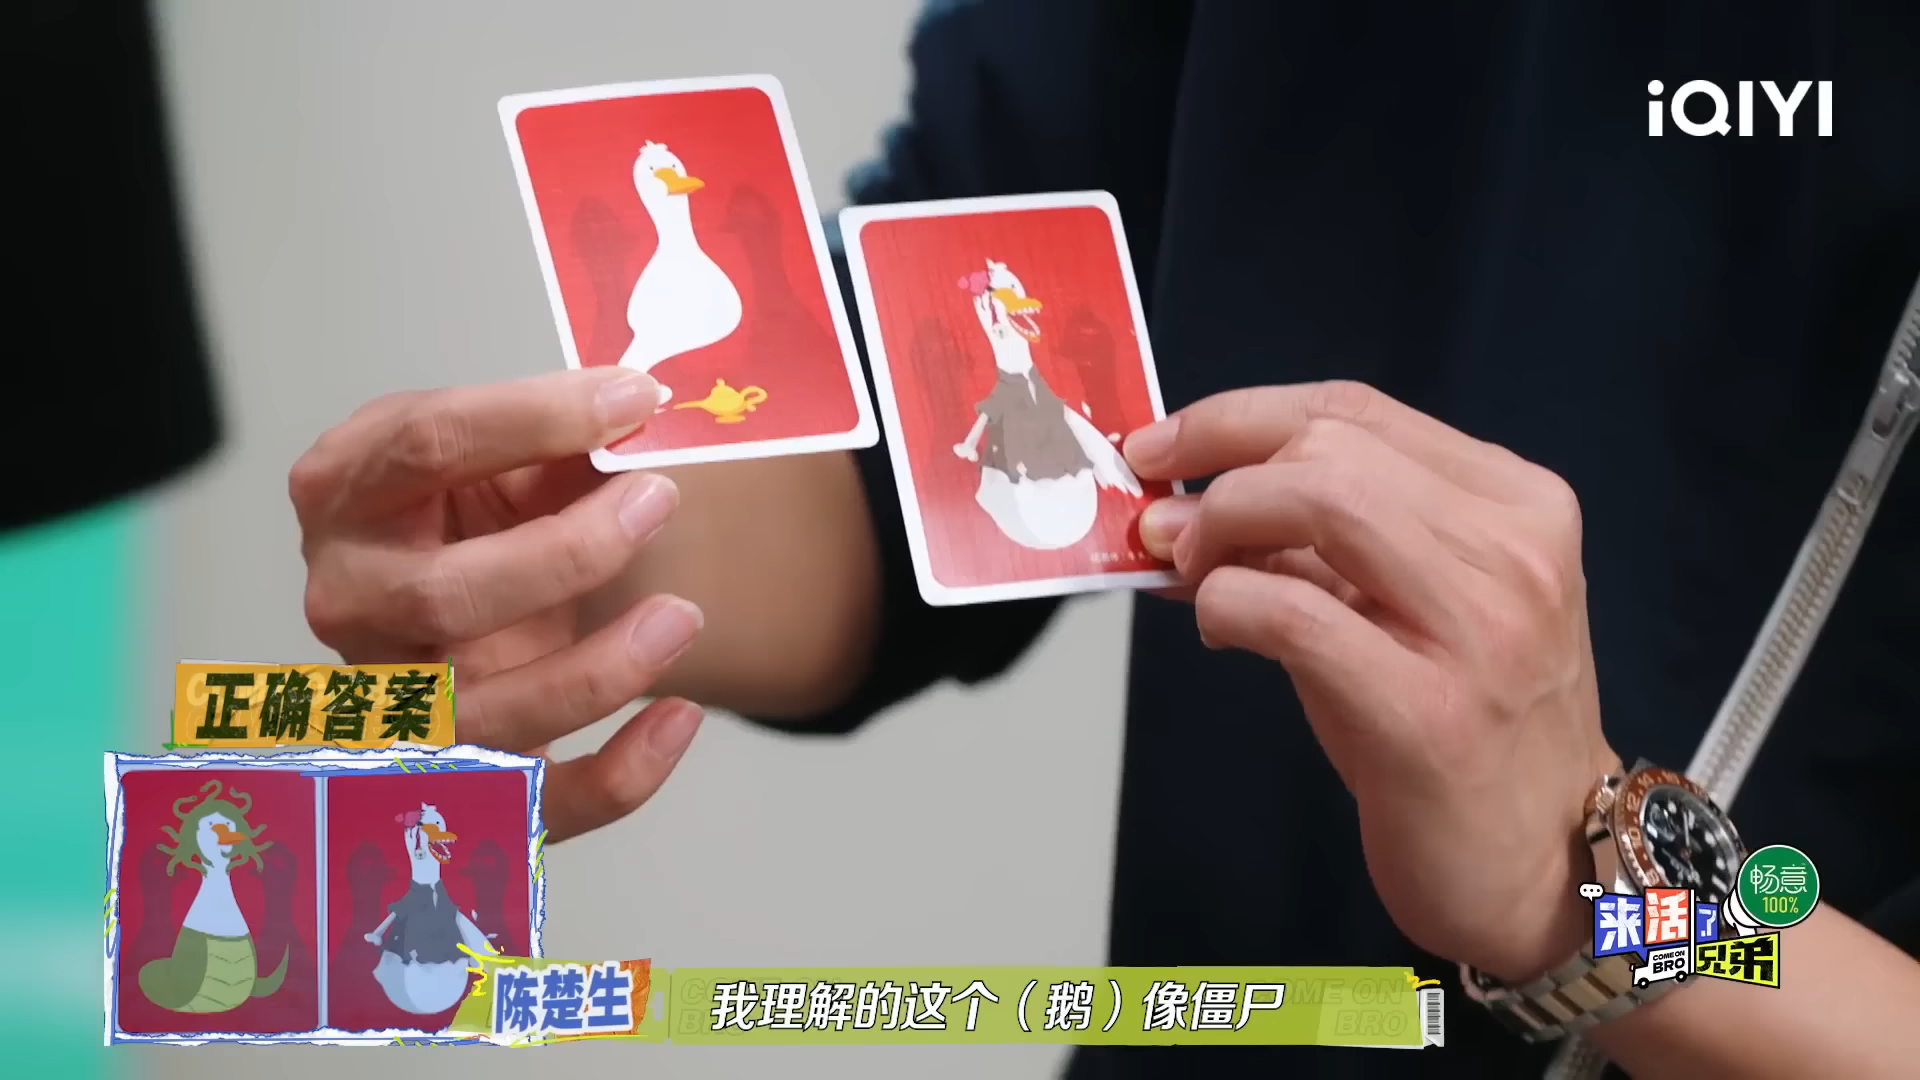 iQIYI
正确答案
畅意
100%
来活了
COME ON
BRO
兄弟
陈楚生
我理解的这个（鹅）像僵尸